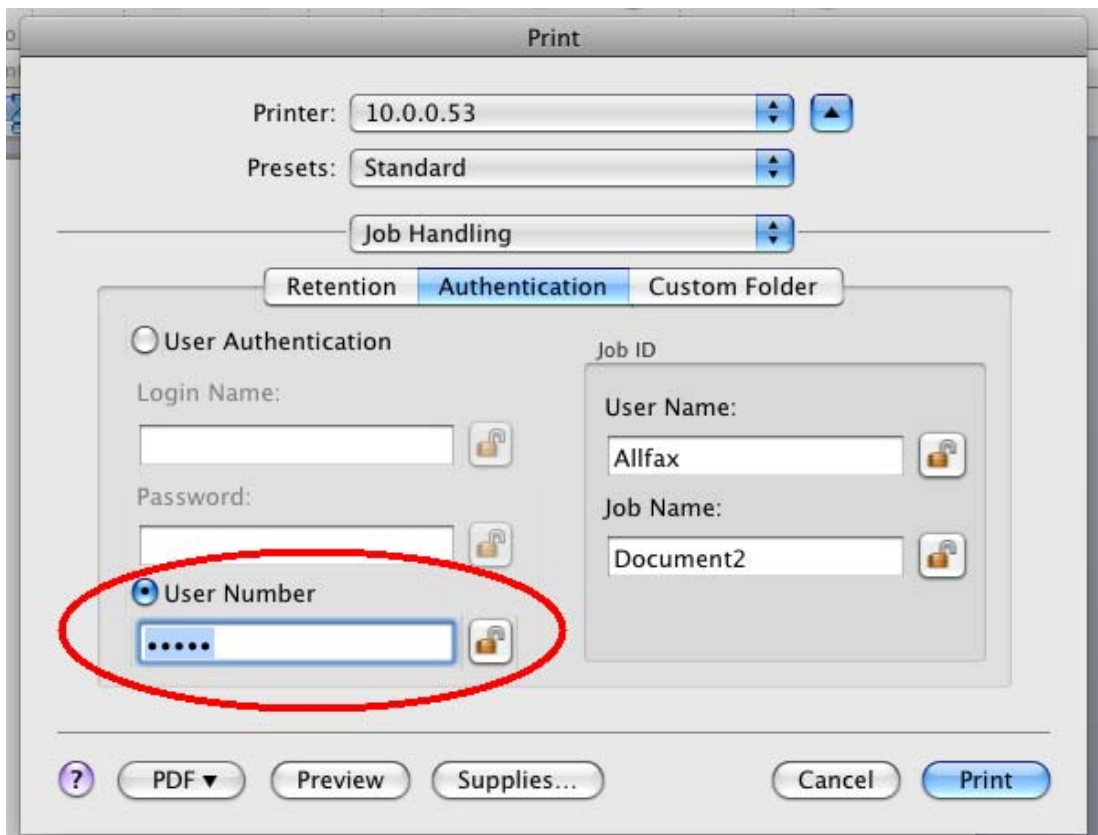 Print
Printer: 10.0.0.53
Presets: Standard
Job Handling
Retention Authentication Custom Folder
User Authentication
Login Name:
Password:
User Number
•••••
Job ID
User Name:
Allfax
Job Name:
Document2
? PDF ▼ Preview Supplies... Cancel Print